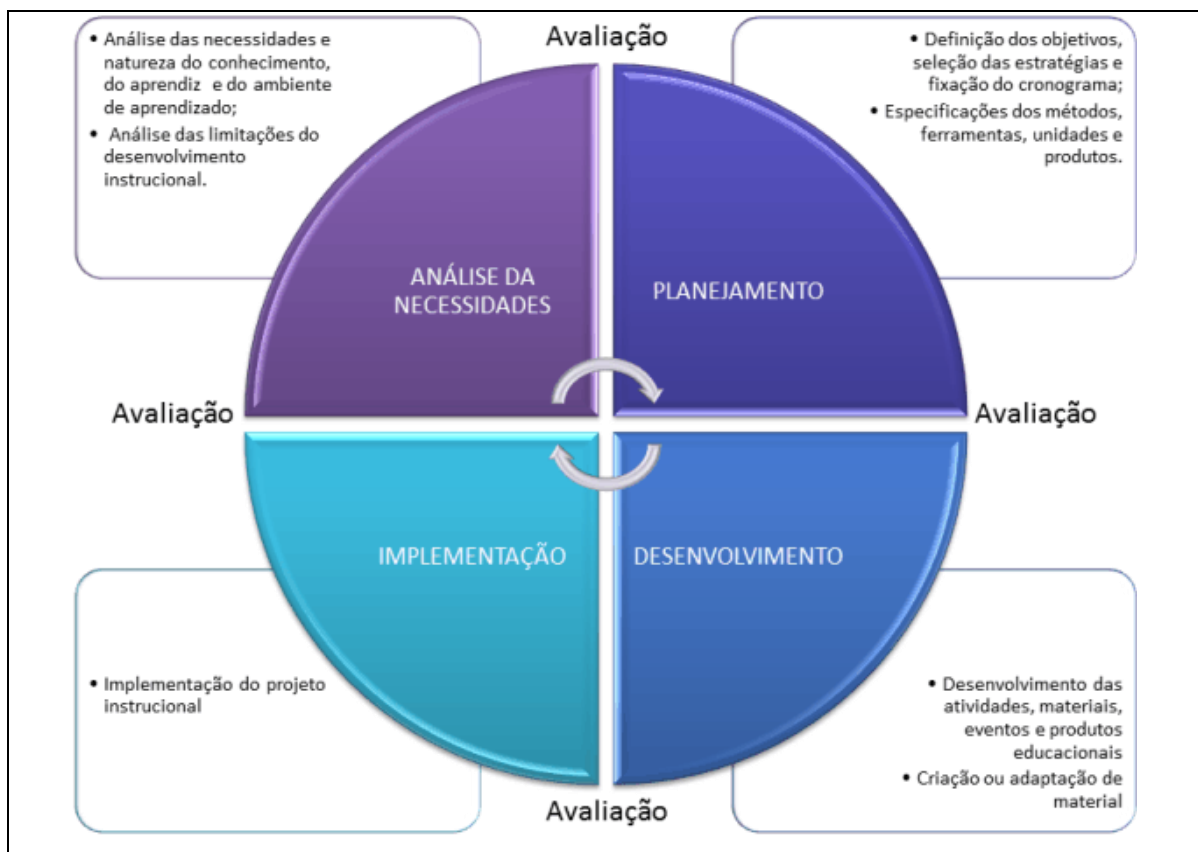 Avaliação
• Análise das necessidades e
natureza do conhecimento,
do aprendiz e do ambiente
de aprendizado;
• Análise das limitações do
desenvolvimento
instrucional.
• Definição dos objetivos,
seleção das estratégias e
fixação do cronograma;
• Especificações dos métodos,
ferramentas, unidades e
produtos.
ANÁLISE DA
NECESSIDADES
PLANEJAMENTO
Avaliação
Avaliação
IMPLEMENTAÇÃO
DESENVOLVIMENTO
• Implementação do projeto
instrucional
• Desenvolvimento das
atividades, materiais,
eventos e produtos
educacionais
• Criação ou adaptação de
material
Avaliação